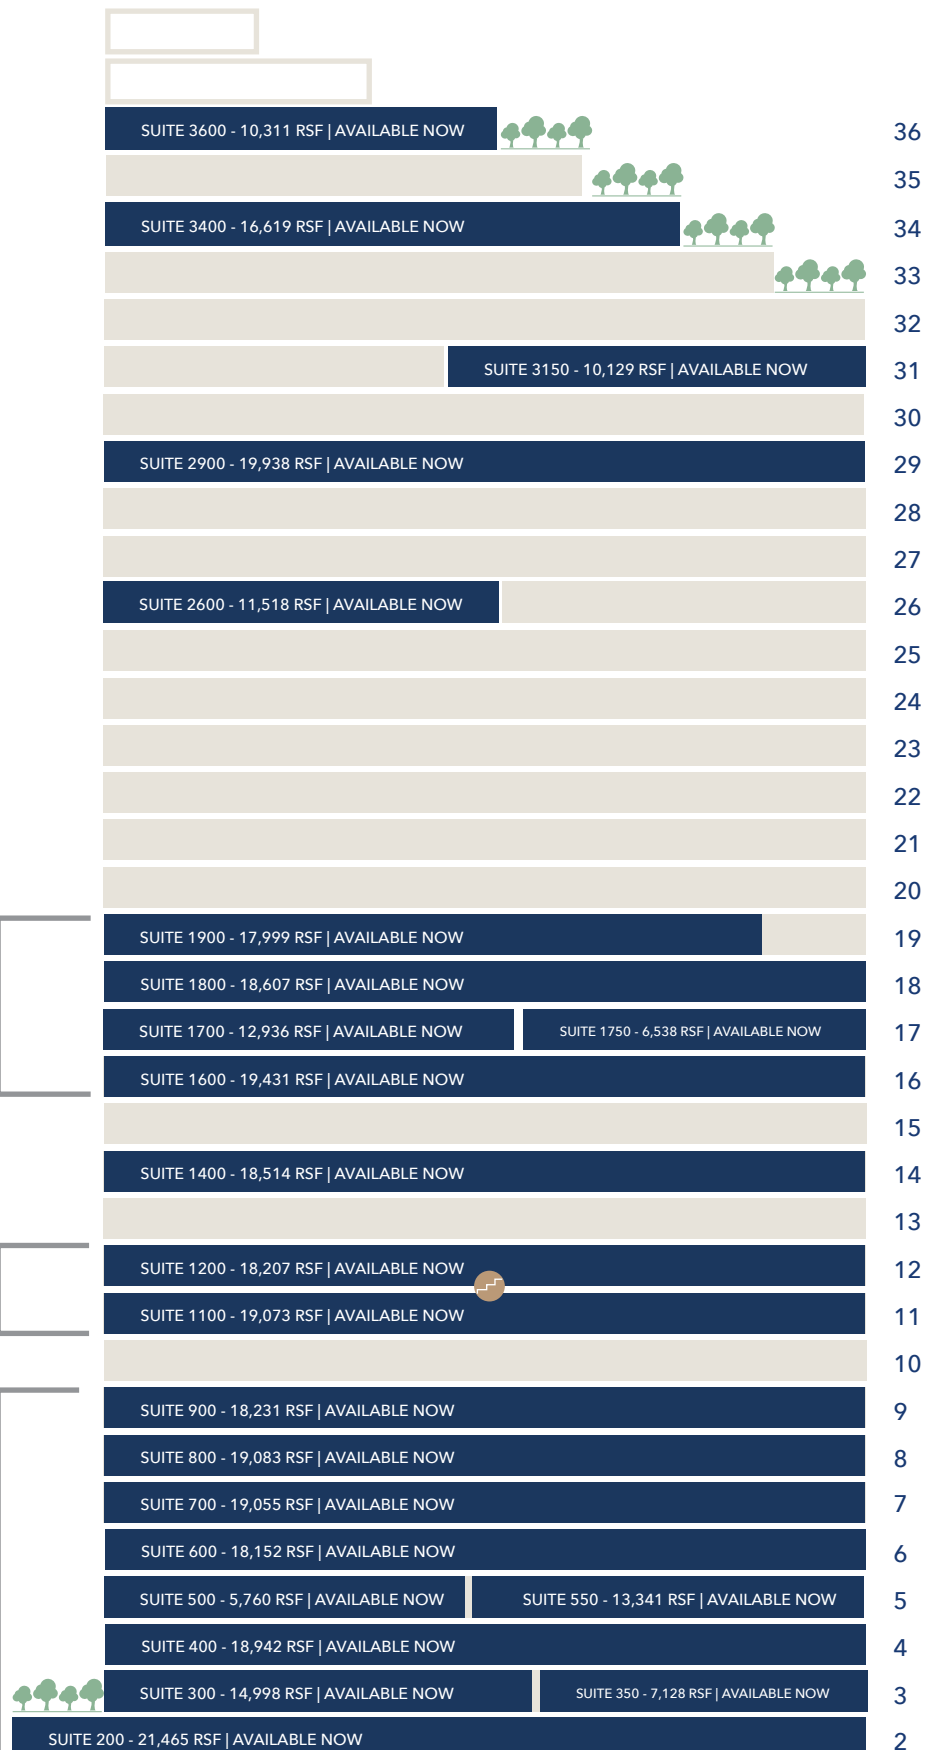 SUITE 3600 - 10,311 RSF | AVAILABLE NOW 36
35
SUITE 3400 - 16,619 RSF | AVAILABLE NOW 34
33
32
SUITE 3150 - 10,129 RSF | AVAILABLE NOW 31
30
SUITE 2900 - 19,938 RSF | AVAILABLE NOW 29
28
27
SUITE 2600 - 11,518 RSF | AVAILABLE NOW 26
25
24
23
22
21
20
SUITE 1900 - 17,999 RSF | AVAILABLE NOW 19
SUITE 1800 - 18,607 RSF | AVAILABLE NOW 18
SUITE 1700 - 12,936 RSF | AVAILABLE NOW SUITE 1750 - 6,538 RSF | AVAILABLE NOW 17
SUITE 1600 - 19,431 RSF | AVAILABLE NOW 16
15
SUITE 1400 - 18,514 RSF | AVAILABLE NOW 14
13
SUITE 1200 - 18,207 RSF | AVAILABLE NOW 12
SUITE 1100 - 19,073 RSF | AVAILABLE NOW 11
10
SUITE 900 - 18,231 RSF | AVAILABLE NOW 9
SUITE 800 - 19,083 RSF | AVAILABLE NOW 8
SUITE 700 - 19,055 RSF | AVAILABLE NOW 7
SUITE 600 - 18,152 RSF | AVAILABLE NOW 6
SUITE 500 - 5,760 RSF | AVAILABLE NOW SUITE 550 - 13,341 RSF | AVAILABLE NOW 5
SUITE 400 - 18,942 RSF | AVAILABLE NOW 4
SUITE 300 - 14,998 RSF | AVAILABLE NOW SUITE 350 - 7,128 RSF | AVAILABLE NOW 3
SUITE 200 - 21,465 RSF | AVAILABLE NOW 2